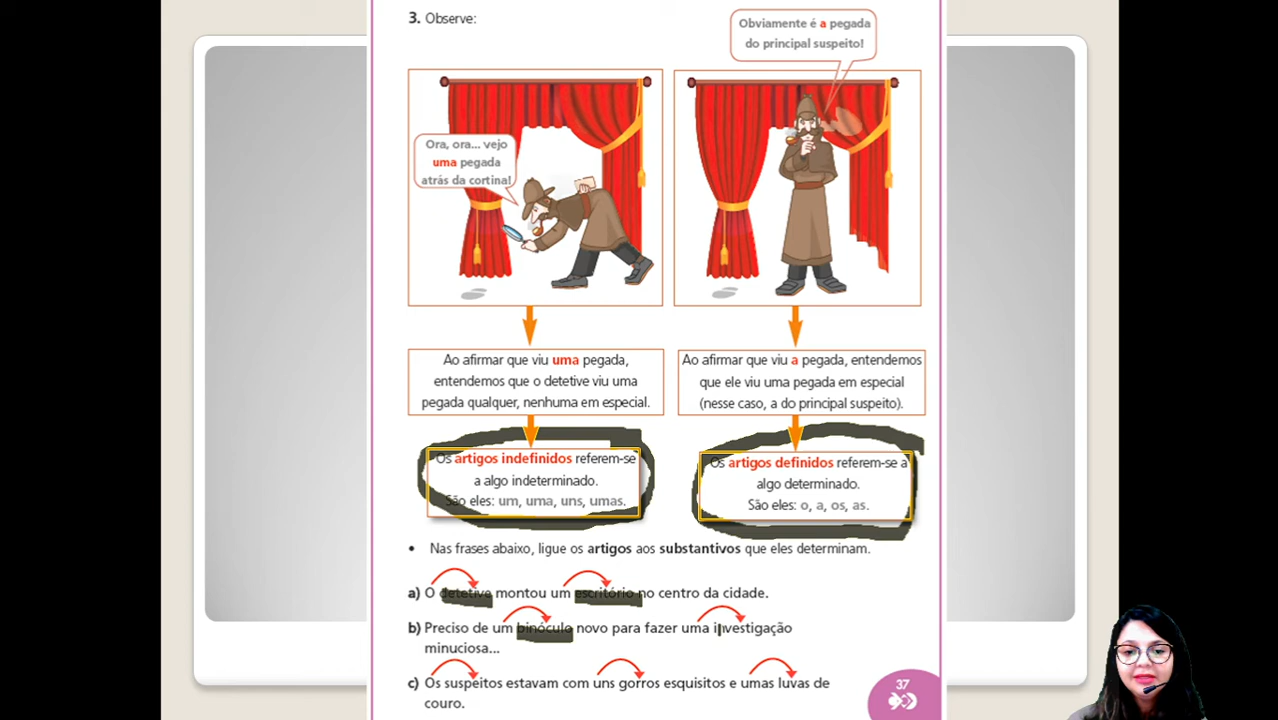 3. Observe:
Obviamente é a pegada
do principal suspeito!
Ora, ora... vejo
uma pegada
atrás da cortina!
Ao afirmar que viu uma pegada,
entendemos que o detetive viu uma
pegada qualquer, nenhuma em especial.
Ao afirmar que viu a pegada, entendemos
que ele viu uma pegada em especial
(nesse caso, a do principal suspeito).
Os artigos indefinidos referem-se
a algo indeterminado.
São eles: um, uma, uns, umas.
Os artigos definidos referem-se a
algo determinado.
São eles: o, a, os, as.
• Nas frases abaixo, ligue os artigos aos substantivos que eles determinam.
a) O detetive montou um escritório no centro da cidade.
b) Preciso de um binóculo novo para fazer uma investigação
minuciosa...
c) Os suspeitos estavam com uns gorros esquisitos e umas luvas de
couro.
37